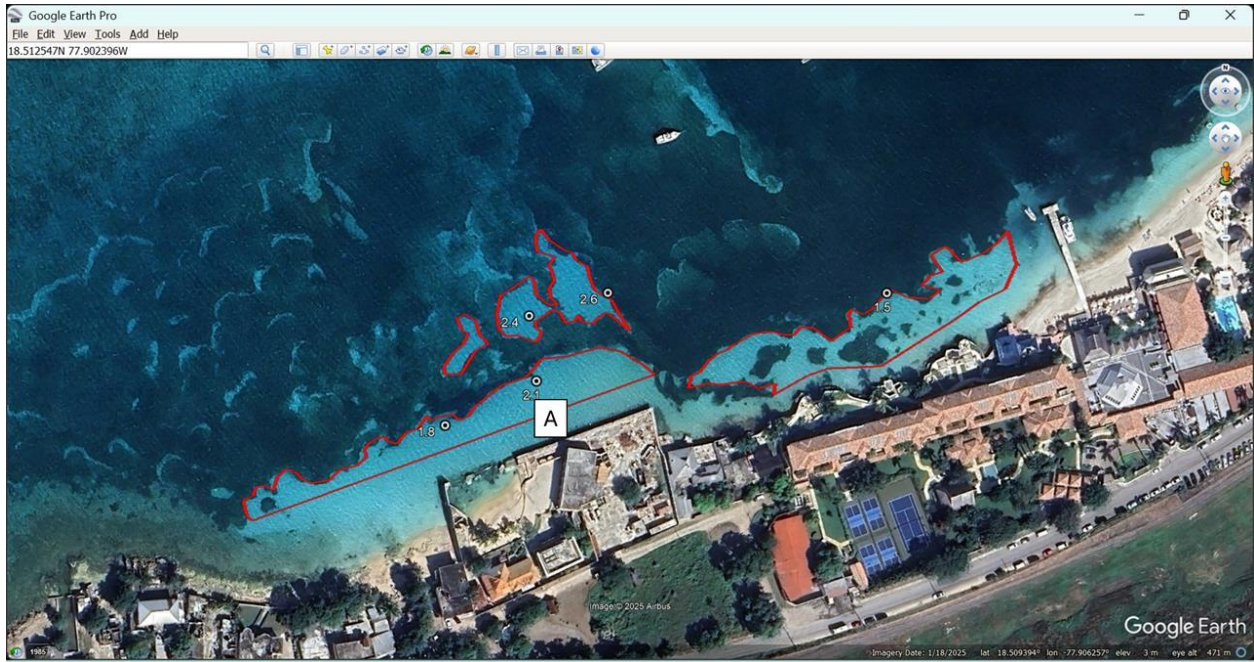 Google Earth Pro
File Edit View Tools Add Help
18.512547N 77.902396W
N
2.6
2.4
1.5
2.1
A
1.8
Image © 2025 Airbus
Google Earth
1985
Imagery Date: 1/18/2025 lat 18.509394° lon -77.906257° elev 3 m eye alt 471 m